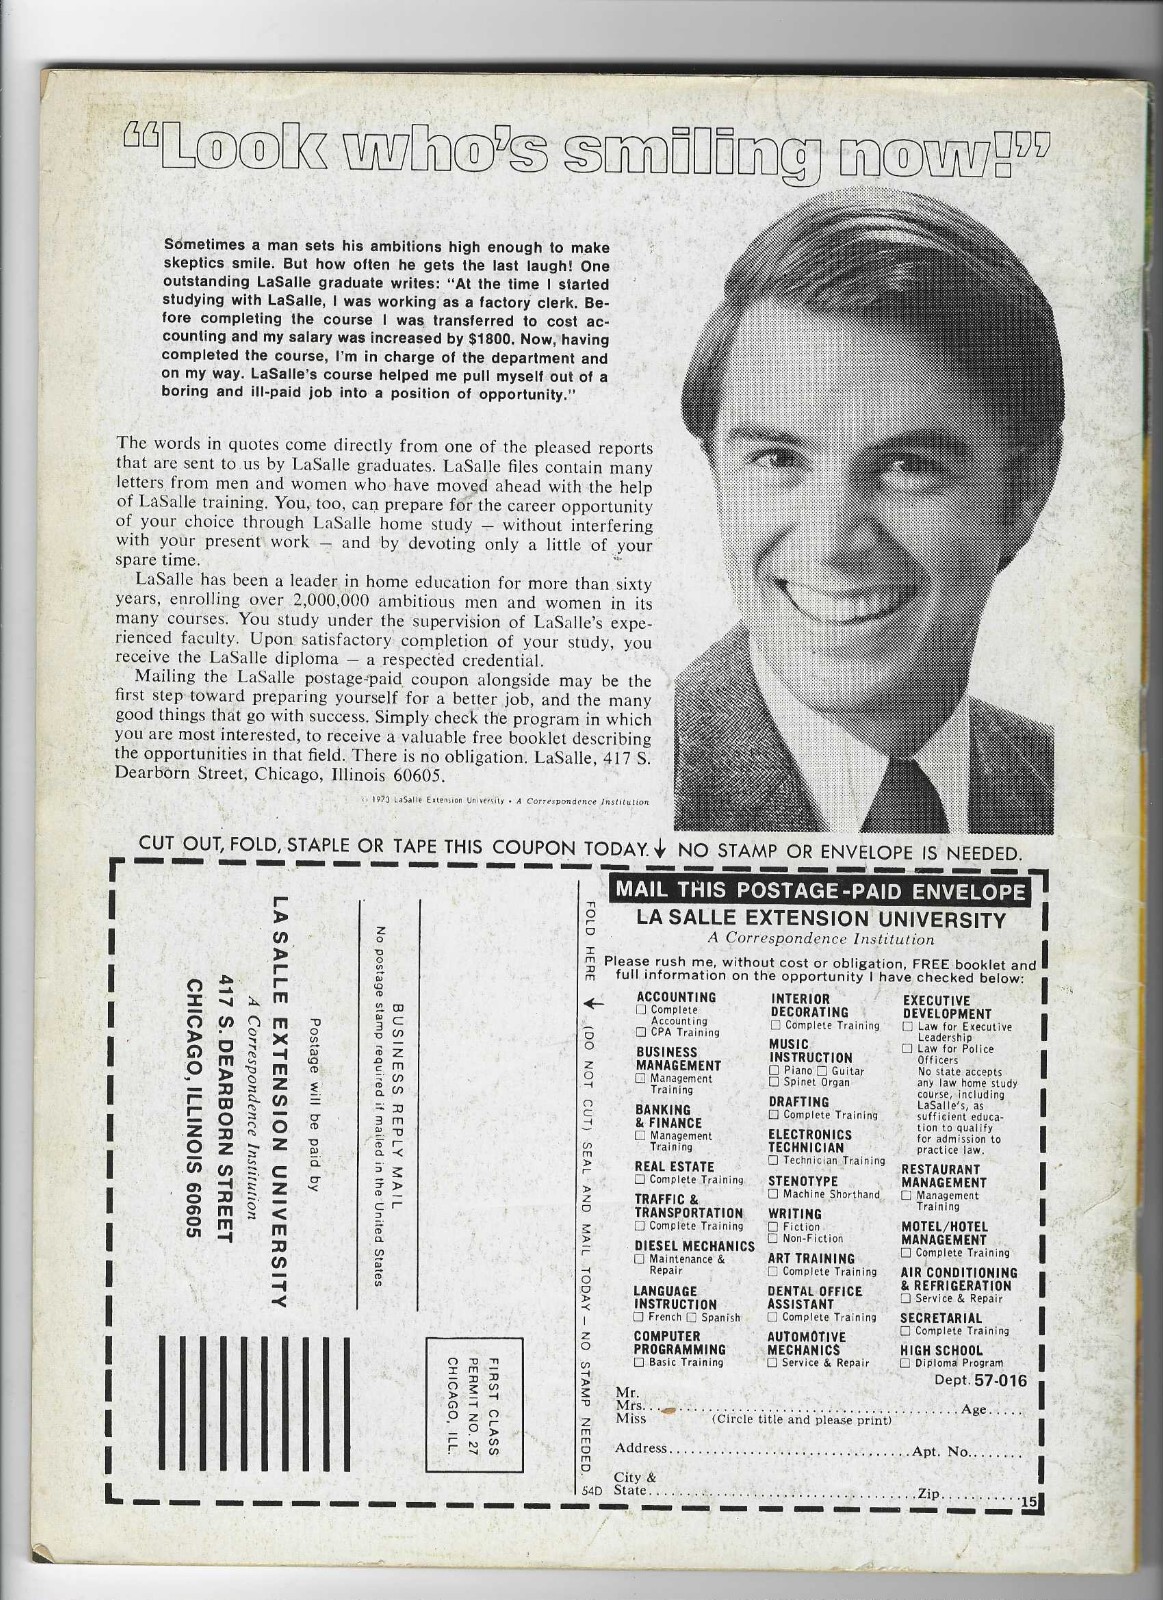 “Look who's smiling now!”
Sometimes a man sets his ambitions high enough to make
skeptics smile. But how often he gets the last laugh! One
outstanding LaSalle graduate writes: "At the time I started
studying with LaSalle, I was working as a factory clerk. Be-
fore completing the course I was transferred to cost ac-
counting and my salary was increased by $1800. Now, having
completed the course, I'm in charge of the department and
on my way. LaSalle's course helped me pull myself out of a
boring and ill-paid job into a position of opportunity."
The words in quotes come directly from one of the pleased reports
that are sent to us by LaSalle graduates. LaSalle files contain many
letters from men and women who have moved ahead with the help
of LaSalle training. You, too, can prepare for the career opportunity
of your choice through LaSalle home study — without interfering
with your present work — and by devoting only a little of your
spare time.
LaSalle has been a leader in home education for more than sixty
years, enrolling over 2,000,000 ambitious men and women in its
many courses. You study under the supervision of LaSalle's expe-
rienced faculty. Upon satisfactory completion of your study, you
receive the LaSalle diploma — a respected credential.
Mailing the LaSalle postage-paid coupon alongside may be the
first step toward preparing yourself for a better job, and the many
good things that go with success. Simply check the program in which
you are most interested, to receive a valuable free booklet describing
the opportunities in that field. There is no obligation. LaSalle, 417 S.
Dearborn Street, Chicago, Illinois 60605.
© 1970 LaSalle Extension University • A Correspondence Institution
CUT OUT, FOLD, STAPLE OR TAPE THIS COUPON TODAY. ↓ NO STAMP OR ENVELOPE IS NEEDED.
FIRST CLASS
PERMIT NO. 27
CHICAGO, ILL.
BUSINESS REPLY MAIL
No postage stamp required if mailed in the United States
Postage will be paid by
LA SALLE EXTENSION UNIVERSITY
A Correspondence Institution
417 S. DEARBORN STREET
CHICAGO, ILLINOIS 60605
FOLD HERE ↓ (DO NOT CUT) SEAL AND MAIL TODAY — NO STAMP NEEDED.
54D
MAIL THIS POSTAGE-PAID ENVELOPE
LA SALLE EXTENSION UNIVERSITY
A Correspondence Institution
Please rush me, without cost or obligation, FREE booklet and
full information on the opportunity I have checked below:
ACCOUNTING
☐ Complete
Accounting
☐ CPA Training
BUSINESS
MANAGEMENT
☐ Management
Training
BANKING
& FINANCE
☐ Management
Training
REAL ESTATE
☐ Complete Training
TRAFFIC &
TRANSPORTATION
☐ Complete Training
DIESEL MECHANICS
☐ Maintenance &
Repair
LANGUAGE
INSTRUCTION
☐ French ☐ Spanish
COMPUTER
PROGRAMMING
☐ Basic Training
INTERIOR
DECORATING
☐ Complete Training
MUSIC
INSTRUCTION
☐ Piano ☐ Guitar
☐ Spinet Organ
DRAFTING
☐ Complete Training
ELECTRONICS
TECHNICIAN
☐ Technician Training
STENOTYPE
☐ Machine Shorthand
WRITING
☐ Fiction
☐ Non-Fiction
ART TRAINING
☐ Complete Training
DENTAL OFFICE
ASSISTANT
☐ Complete Training
AUTOMOTIVE
MECHANICS
☐ Service & Repair
EXECUTIVE
DEVELOPMENT
☐ Law for Executive
Leadership
☐ Law for Police
Officers
No state accepts
any law home study
course, including
LaSalle's, as
sufficient educa-
tion to qualify
for admission to
practice law.
RESTAURANT
MANAGEMENT
☐ Management
Training
MOTEL/HOTEL
MANAGEMENT
☐ Complete Training
AIR CONDITIONING
& REFRIGERATION
☐ Service & Repair
SECRETARIAL
☐ Complete Training
HIGH SCHOOL
☐ Diploma Program
Dept. 57-016
Mr.
Mrs.......................................................Age.....
Miss (Circle title and please print)
Address.......................................Apt. No........
City &
State...........................................Zip...........
15